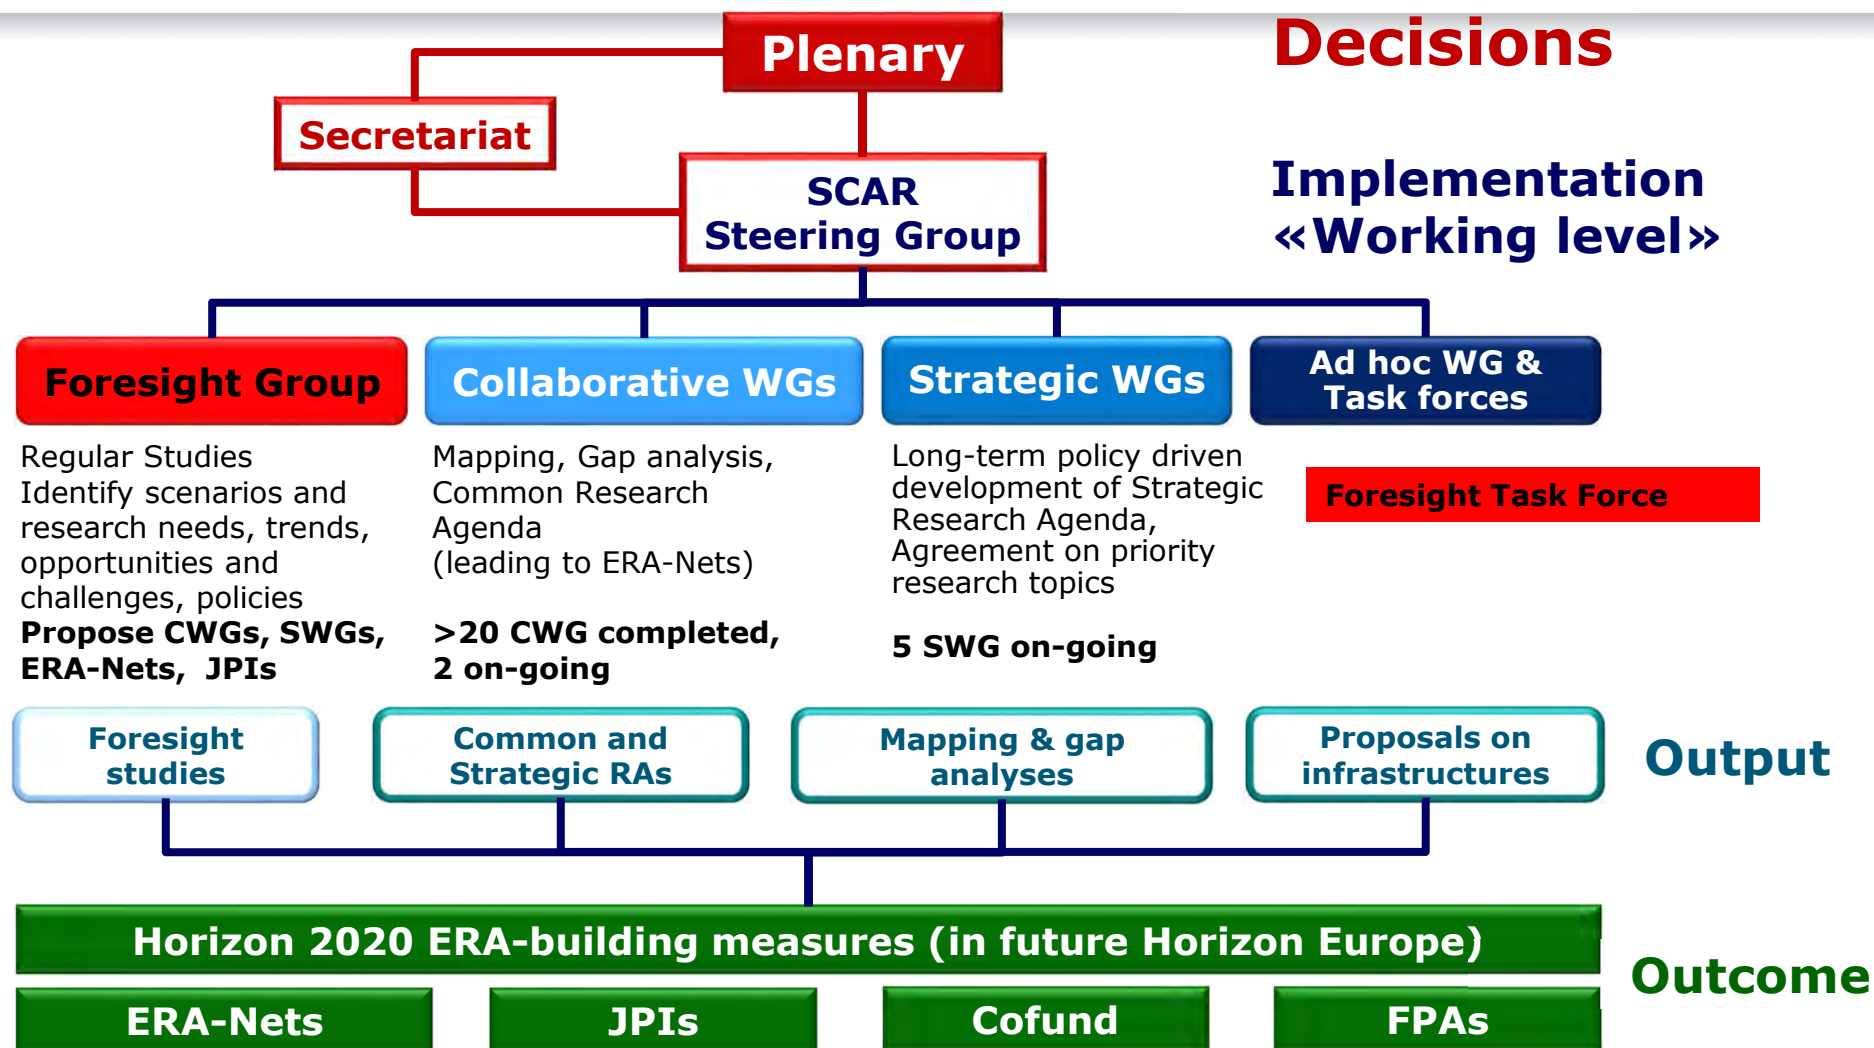 Plenary
Decisions
Secretariat
SCAR
Steering Group
Implementation
«Working level»
Foresight Group
Collaborative WGs
Strategic WGs
Ad hoc WG &
Task forces
Regular Studies
Identify scenarios and
research needs, trends,
opportunities and
challenges, policies
Propose CWGs, SWGs,
ERA-Nets, JPIs
Mapping, Gap analysis,
Common Research
Agenda
(leading to ERA-Nets)
>20 CWG completed,
2 on-going
Long-term policy driven
development of Strategic
Research Agenda,
Agreement on priority
research topics
5 SWG on-going
Foresight Task Force
Foresight
studies
Common and
Strategic RAs
Mapping & gap
analyses
Proposals on
infrastructures
Output
Horizon 2020 ERA-building measures (in future Horizon Europe)
Outcome
ERA-Nets
JPIs
Cofund
FPAs